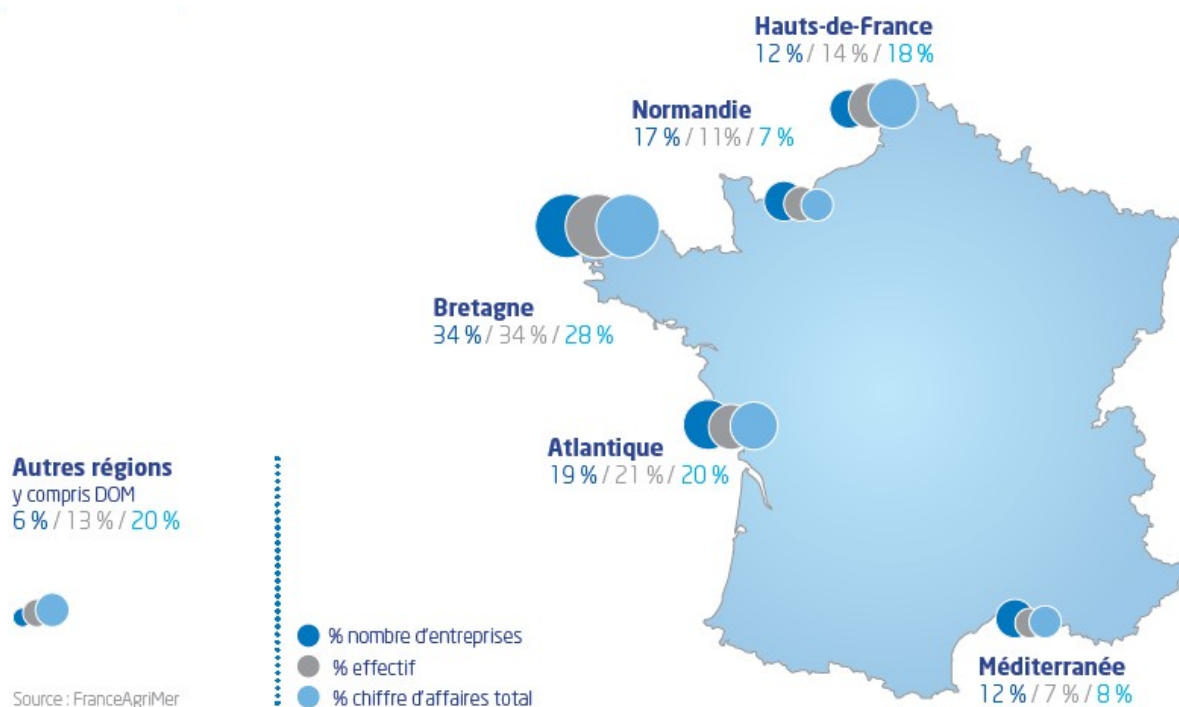 Hauts-de-France
12 % / 14 % / 18 %
Normandie
17 % / 11% / 7 %
Bretagne
34 % / 34 % / 28 %
Atlantique
19 % / 21 % / 20 %
Autres régions
y compris DOM
6 % / 13 % / 20 %
% nombre d'entreprises
% effectif
% chiffre d'affaires total
Méditerranée
12 % / 7 % / 8 %
Source : FranceAgriMer